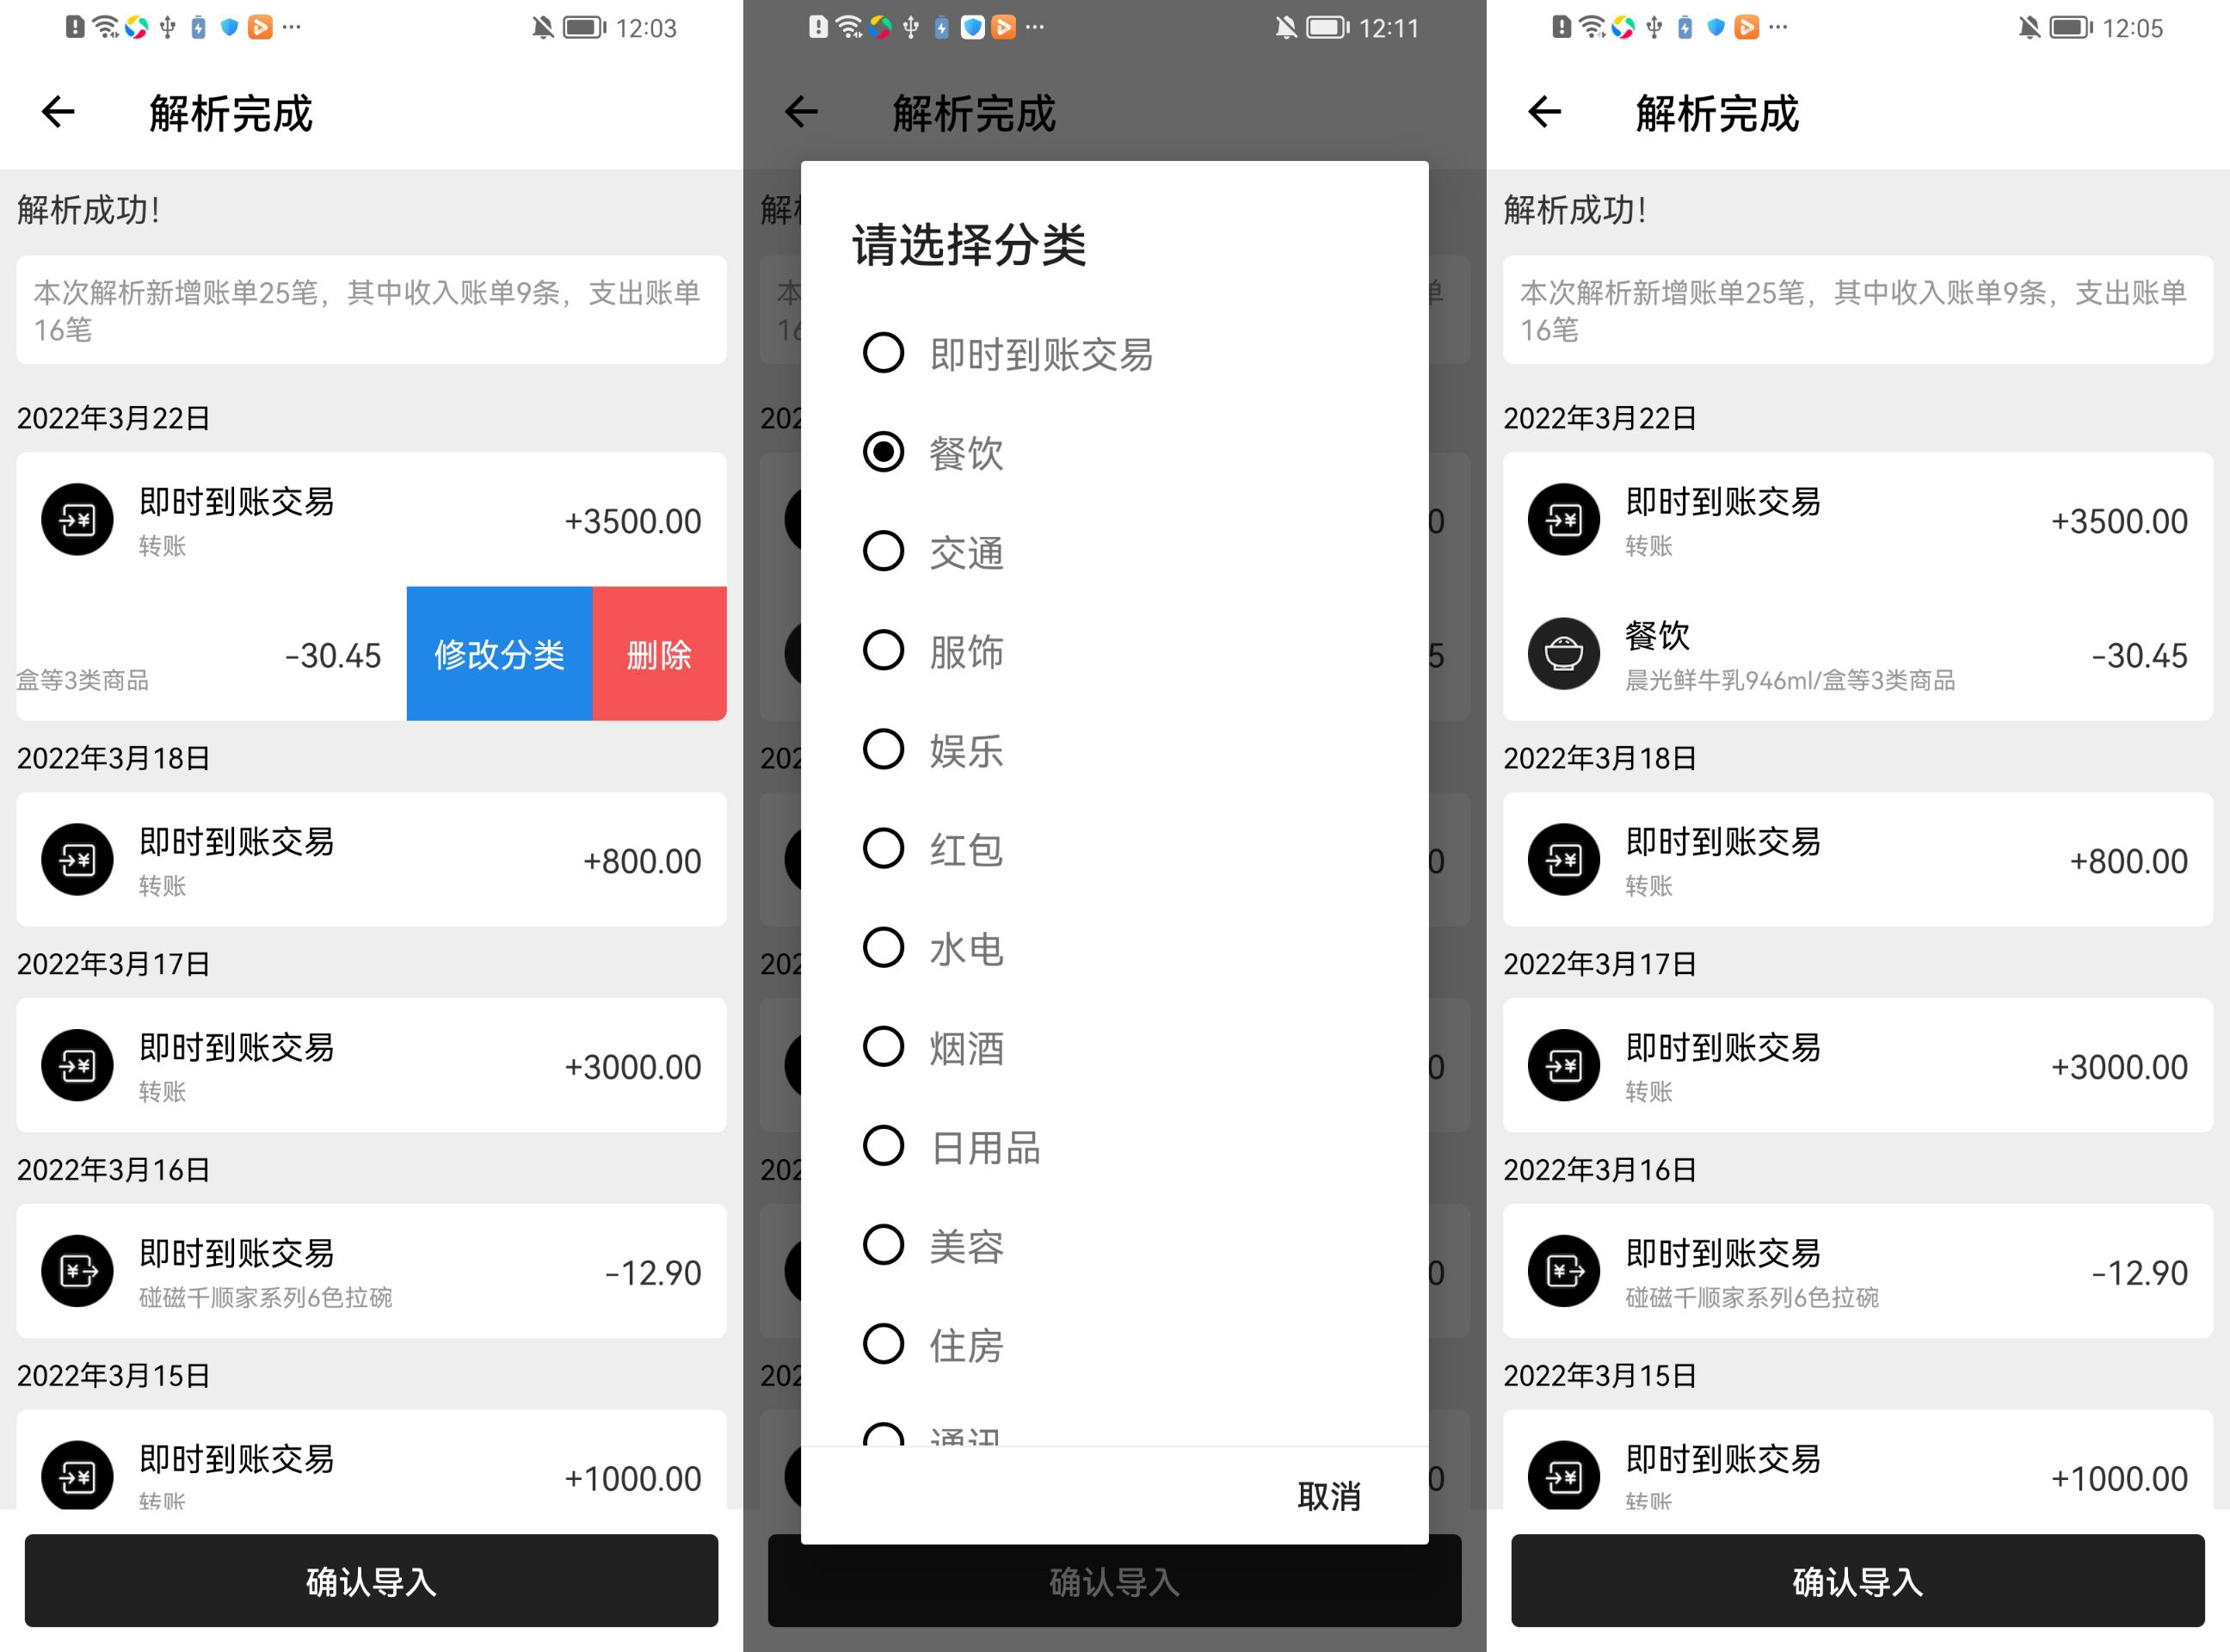 12:03
解析完成
解析成功!
本次解析新增账单25笔，其中收入账单9条，支出账单
16笔
2022年3月22日
即时到账交易
+3500.00
转账
盒等3类商品
-30.45
修改分类
删除
2022年3月18日
即时到账交易
+800.00
转账
2022年3月17日
即时到账交易
+3000.00
转账
2022年3月16日
即时到账交易
-12.90
碰磁千顺家系列6色拉碗
2022年3月15日
即时到账交易
+1000.00
转账
确认导入
12:11
解析完成
请选择分类
即时到账交易
餐饮
交通
服饰
娱乐
红包
水电
烟酒
日用品
美容
住房
通讯
取消
确认导入
12:05
解析完成
解析成功!
本次解析新增账单25笔，其中收入账单9条，支出账单
16笔
2022年3月22日
即时到账交易
+3500.00
转账
餐饮
-30.45
晨光鲜牛乳946ml/盒等3类商品
2022年3月18日
即时到账交易
+800.00
转账
2022年3月17日
即时到账交易
+3000.00
转账
2022年3月16日
即时到账交易
-12.90
碰磁千顺家系列6色拉碗
2022年3月15日
即时到账交易
+1000.00
转账
确认导入